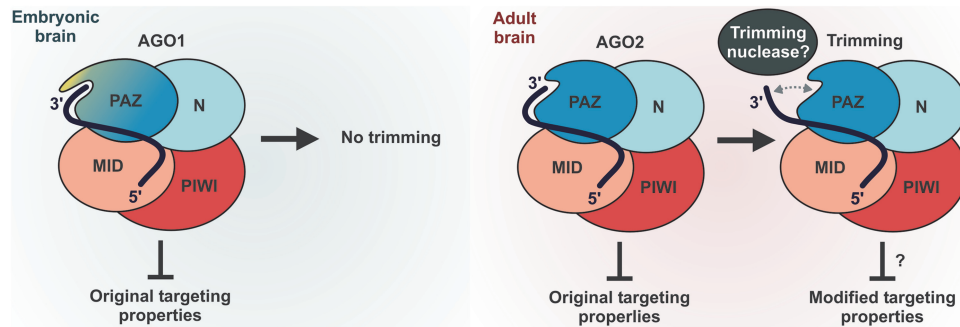 Embryonic
brain
AGO1
3'
PAZ
N
MID
PIWI
5'
No trimming
Original targeting
properties
Adult
brain
AGO2
3'
PAZ
N
MID
PIWI
5'
Original targeting
properlies
Trimming
nuclease?
Trimming
3'
PAZ
N
MID
PIWI
5'
?
Modified targeting
properties